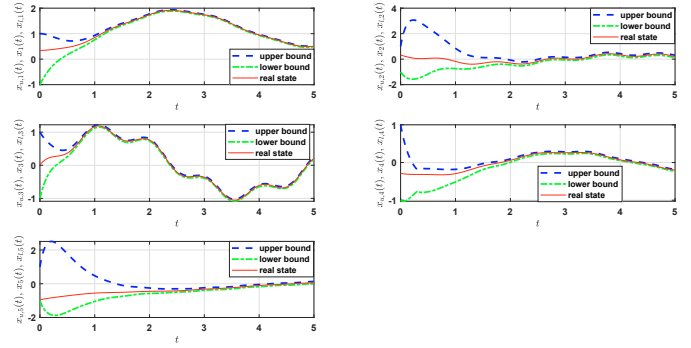 x_{u,1}(t), x_1(t), x_{l,1}(t)
2
1
0
-1
0 1 2 3 4 5
t
upper bound
lower bound
real state
x_{u,2}(t), x_2(t), x_{l,2}(t)
4
2
0
-2
0 1 2 3 4 5
t
upper bound
lower bound
real state
x_{u,3}(t), x_3(t), x_{l,3}(t)
1
0
-1
0 1 2 3 4 5
t
upper bound
lower bound
real state
x_{u,4}(t), x_4(t), x_{l,4}(t)
1
0
-1
0 1 2 3 4 5
t
upper bound
lower bound
real state
x_{u,5}(t), x_5(t), x_{l,5}(t)
2
0
-2
0 1 2 3 4 5
t
upper bound
lower bound
real state